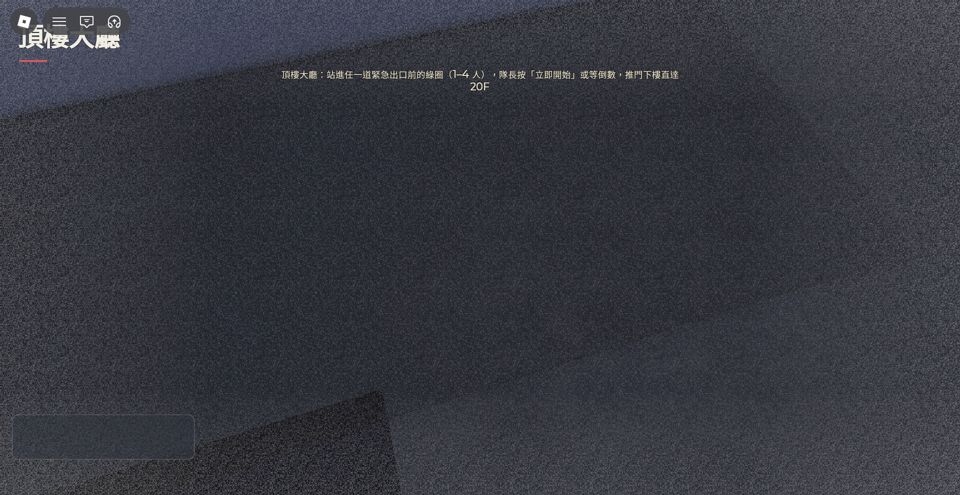 頂樓大廳
頂樓大廳：站進任一道緊急出口前的綠圈（1–4 人），隊長按「立即開始」或等倒數，推門下樓直達
20F